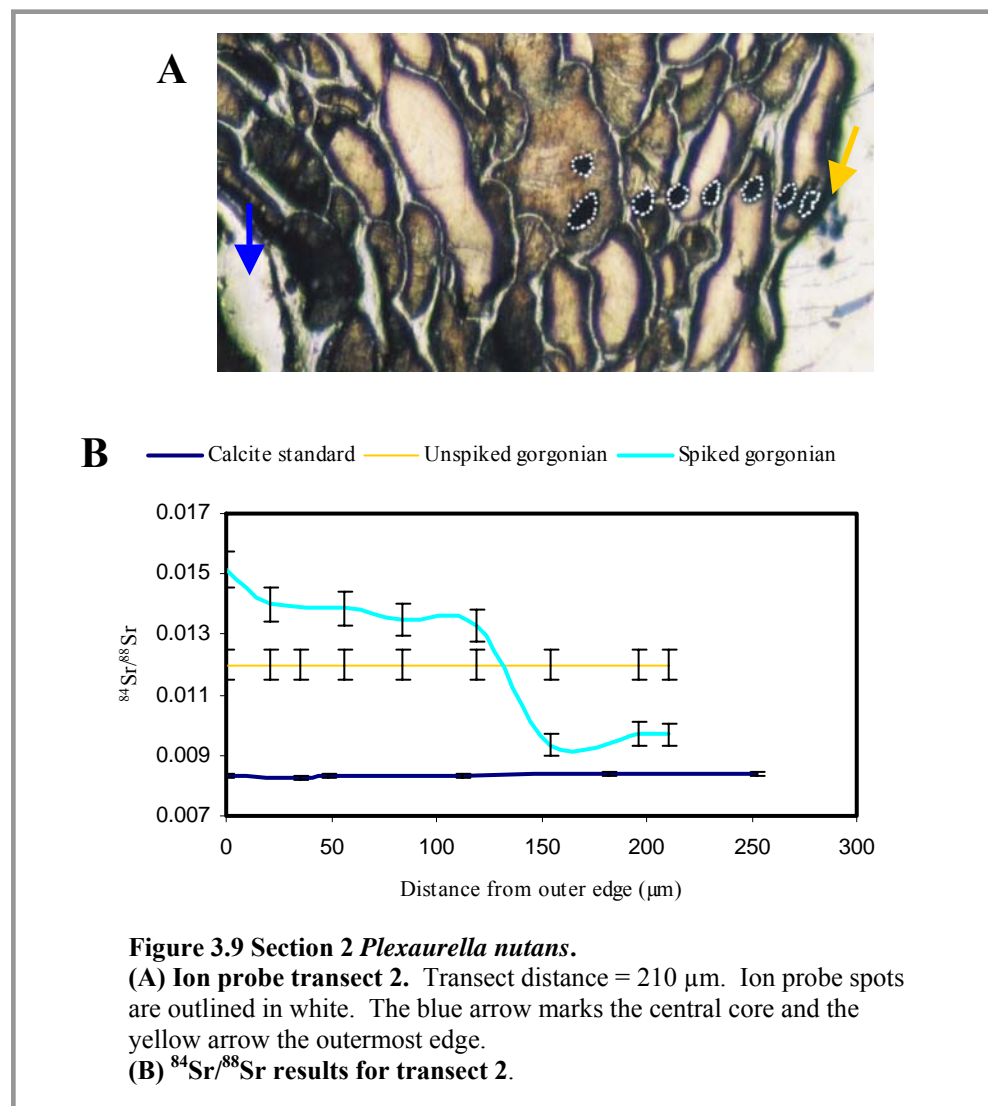 A
B
Calcite standard Unspiked gorgonian Spiked gorgonian
0.017
0.015
0.013
0.011
0.009
0.007
⁸⁴Sr/⁸⁸Sr
0 50 100 150 200 250 300
Distance from outer edge (μm)
Figure 3.9 Section 2 Plexaurella nutans.
(A) Ion probe transect 2. Transect distance = 210 μm. Ion probe spots
are outlined in white. The blue arrow marks the central core and the
yellow arrow the outermost edge.
(B) ⁸⁴Sr/⁸⁸Sr results for transect 2.